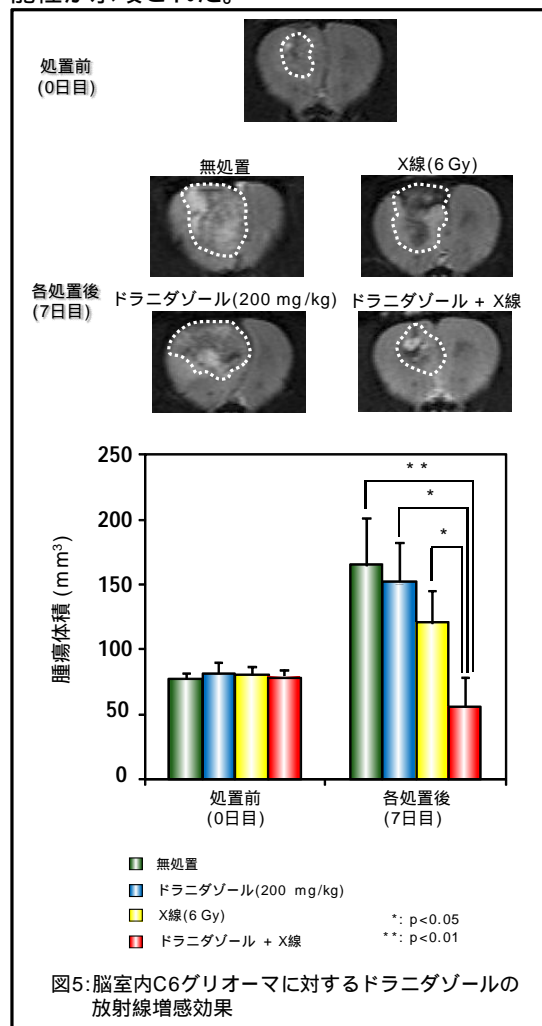 処置前
(0日目)
無処置
X線(6 Gy)
各処置後
(7日目)
ドラニダゾール(200 mg/kg)
ドラニダゾール + X線
250
200
150
100
50
0
腫瘍体積 (mm³)
**
*
*
処置前
(0日目)
各処置後
(7日目)
無処置
ドラニダゾール(200 mg/kg)
X線(6 Gy)
ドラニダゾール + X線
*: p<0.05
**: p<0.01
図5:脳室内C6グリオーマに対するドラニダゾールの
放射線増感効果